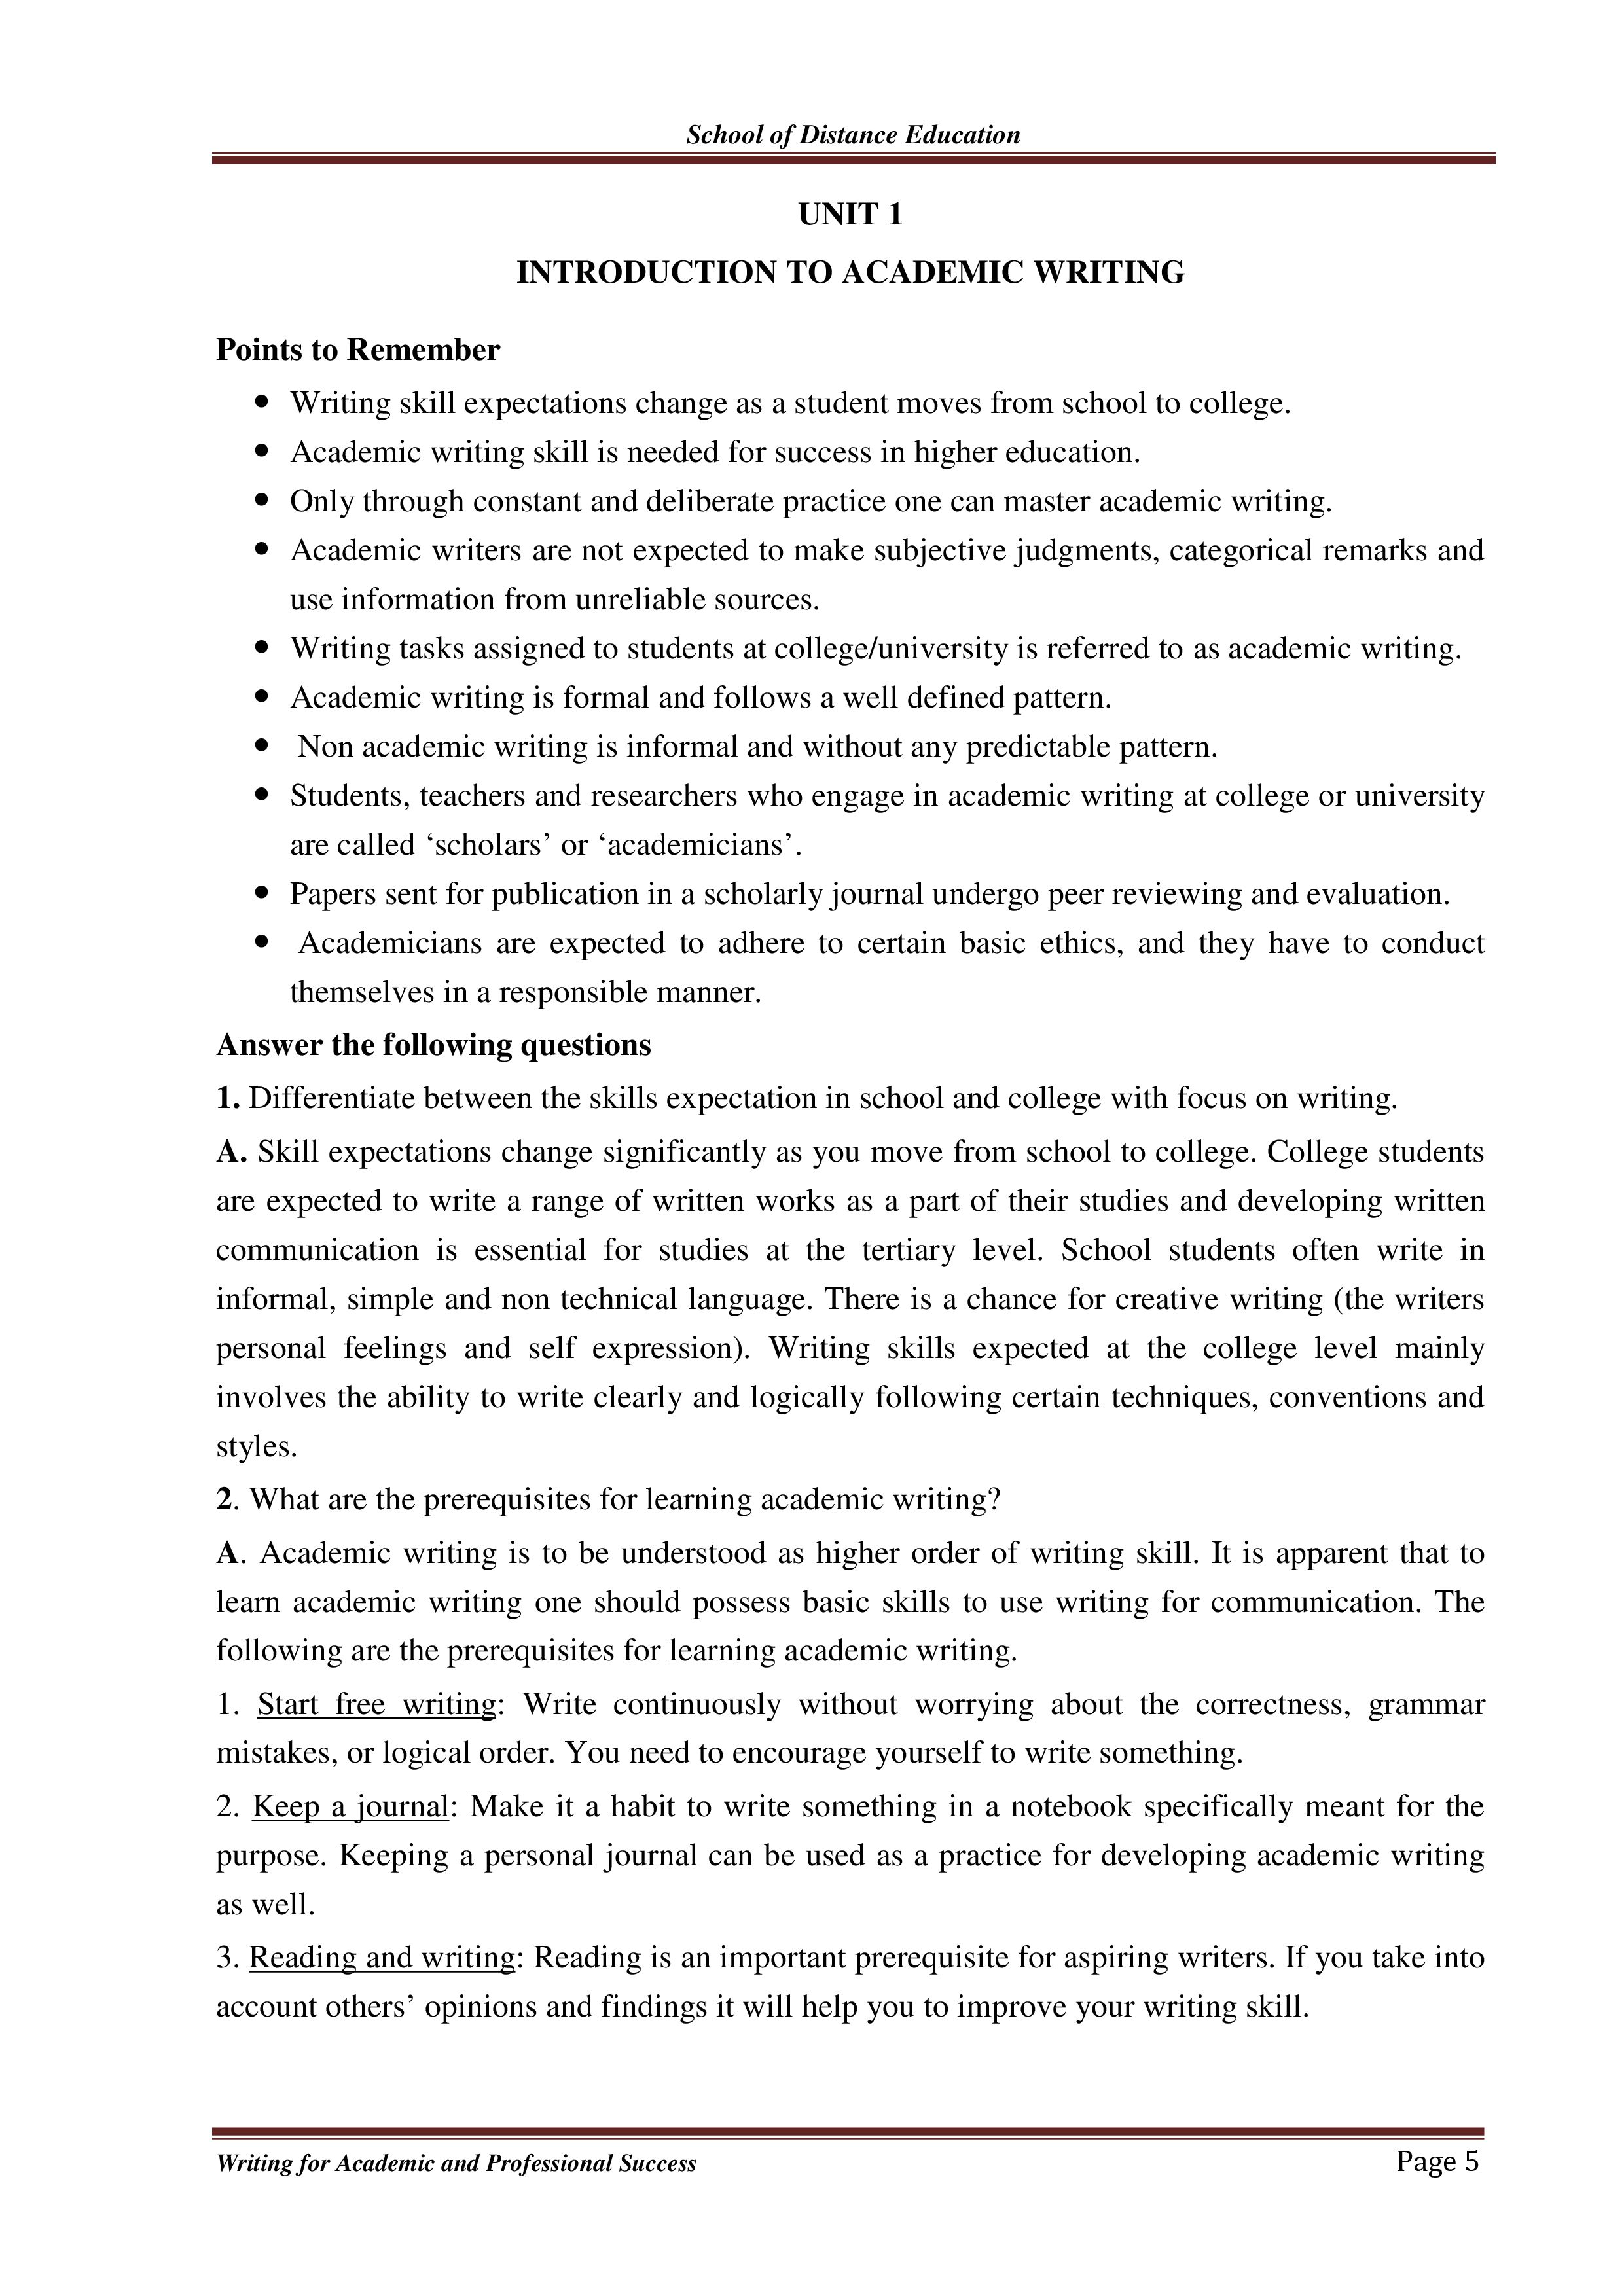 School of Distance Education
UNIT 1
INTRODUCTION TO ACADEMIC WRITING
Points to Remember
• Writing skill expectations change as a student moves from school to college.
• Academic writing skill is needed for success in higher education.
• Only through constant and deliberate practice one can master academic writing.
• Academic writers are not expected to make subjective judgments, categorical remarks and
use information from unreliable sources.
• Writing tasks assigned to students at college/university is referred to as academic writing.
• Academic writing is formal and follows a well defined pattern.
• Non academic writing is informal and without any predictable pattern.
• Students, teachers and researchers who engage in academic writing at college or university
are called ‘scholars’ or ‘academicians’.
• Papers sent for publication in a scholarly journal undergo peer reviewing and evaluation.
• Academicians are expected to adhere to certain basic ethics, and they have to conduct
themselves in a responsible manner.
Answer the following questions
1. Differentiate between the skills expectation in school and college with focus on writing.
A. Skill expectations change significantly as you move from school to college. College students
are expected to write a range of written works as a part of their studies and developing written
communication is essential for studies at the tertiary level. School students often write in
informal, simple and non technical language. There is a chance for creative writing (the writers
personal feelings and self expression). Writing skills expected at the college level mainly
involves the ability to write clearly and logically following certain techniques, conventions and
styles.
2. What are the prerequisites for learning academic writing?
A. Academic writing is to be understood as higher order of writing skill. It is apparent that to
learn academic writing one should possess basic skills to use writing for communication. The
following are the prerequisites for learning academic writing.
1. Start free writing: Write continuously without worrying about the correctness, grammar
mistakes, or logical order. You need to encourage yourself to write something.
2. Keep a journal: Make it a habit to write something in a notebook specifically meant for the
purpose. Keeping a personal journal can be used as a practice for developing academic writing
as well.
3. Reading and writing: Reading is an important prerequisite for aspiring writers. If you take into
account others’ opinions and findings it will help you to improve your writing skill.
Writing for Academic and Professional Success Page 5